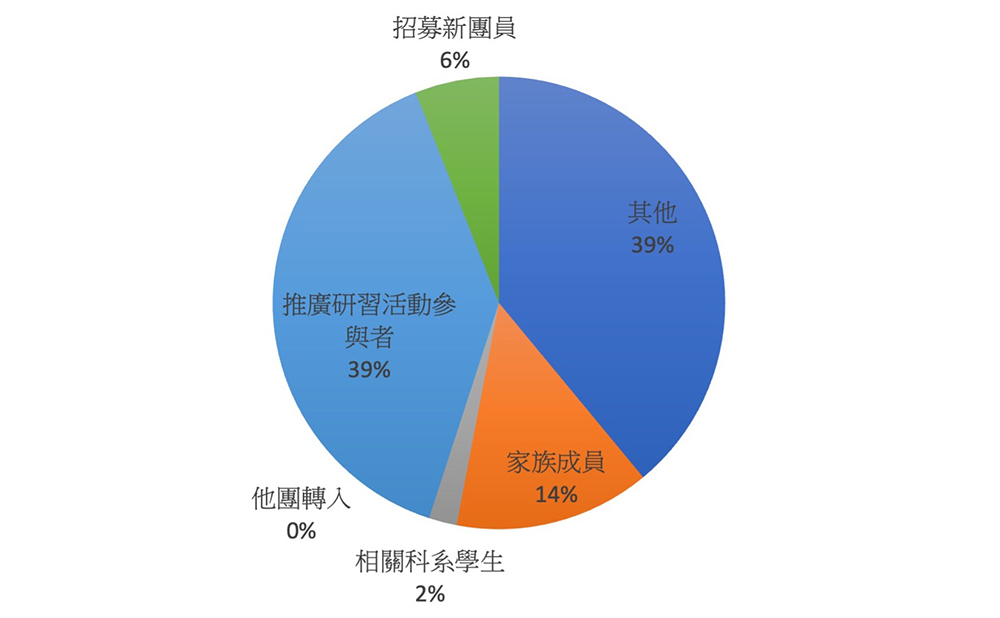 招募新團員
6%
其他
39%
推廣研習活動參
與者
39%
家族成員
14%
他團轉入
0%
相關科系學生
2%